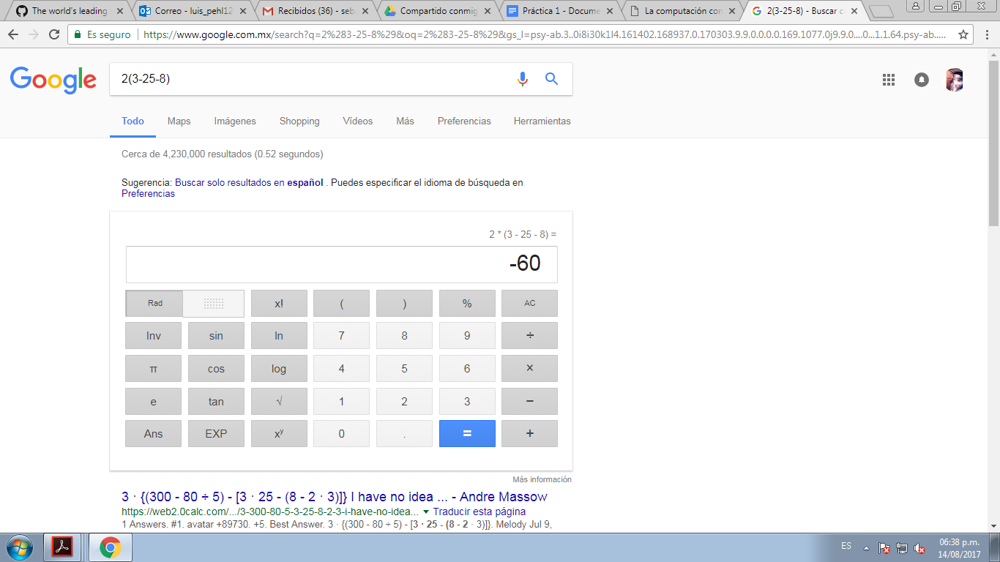 The world's leading
Correo - luis_pehl12
Recibidos (36) - seb
Compartido conmig
Práctica 1 - Docume
La computación con
2(3-25-8) - Buscar c
Es seguro
https://www.google.com.mx/search?q=2%283-25-8%29&oq=2%283-25-8%29&gs_l=psy-ab.3..0i8i30k1l4.161402.168937.0.170303.9.9.0.0.0.0.169.1077.0j9.9.0....0...1.1.64.psy-ab.....
Google
2(3-25-8)
Todo Maps Imágenes Shopping Vídeos Más Preferencias Herramientas
Cerca de 4,230,000 resultados (0.52 segundos)
Sugerencia: Buscar solo resultados en español . Puedes especificar el idioma de búsqueda en
Preferencias
2 * (3 - 25 - 8) =
-60
Rad x! ( ) % AC
Inv sin ln 7 8 9 ÷
π cos log 4 5 6 ×
e tan √ 1 2 3 −
Ans EXP xʸ 0 . = +
Más información
3 · {(300 - 80 ÷ 5) - [3 · 25 - (8 - 2 · 3)]} I have no idea ... - Andre Massow
https://web2.0calc.com/.../3-300-80-5-3-25-8-2-3-i-have-no-idea... Traducir esta página
1 Answers. #1. avatar +89730. +5. Best Answer. 3 · {(300 - 80 ÷ 5) - [3 · 25 - (8 - 2 · 3)]}. Melody Jul 9,
ES
06:38 p.m.
14/08/2017